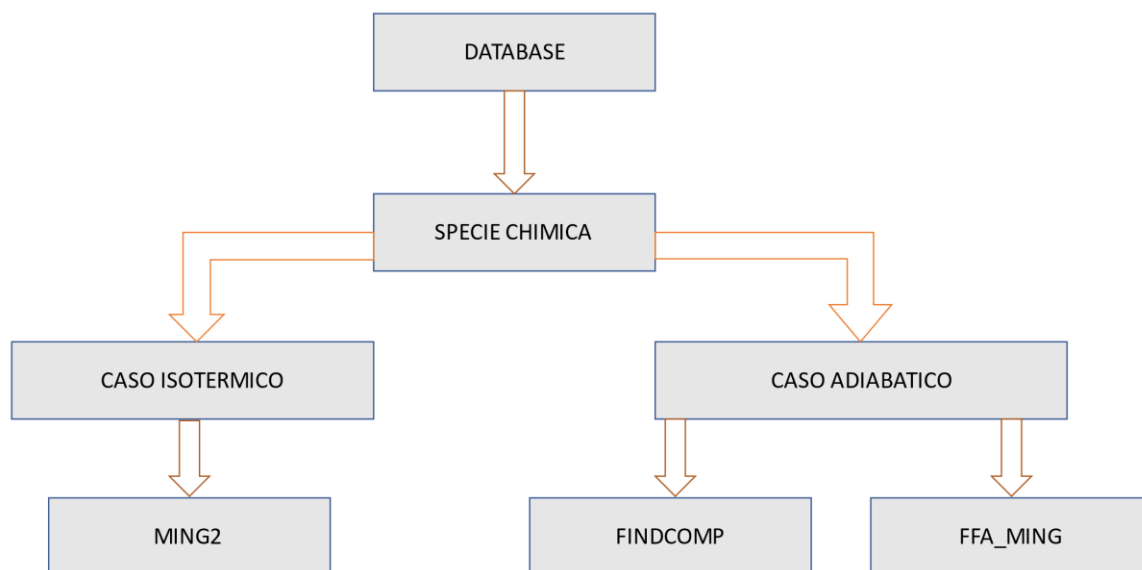 DATABASE
SPECIE CHIMICA
CASO ISOTERMICO
CASO ADIABATICO
MING2
FINDCOMP
FFA_MING